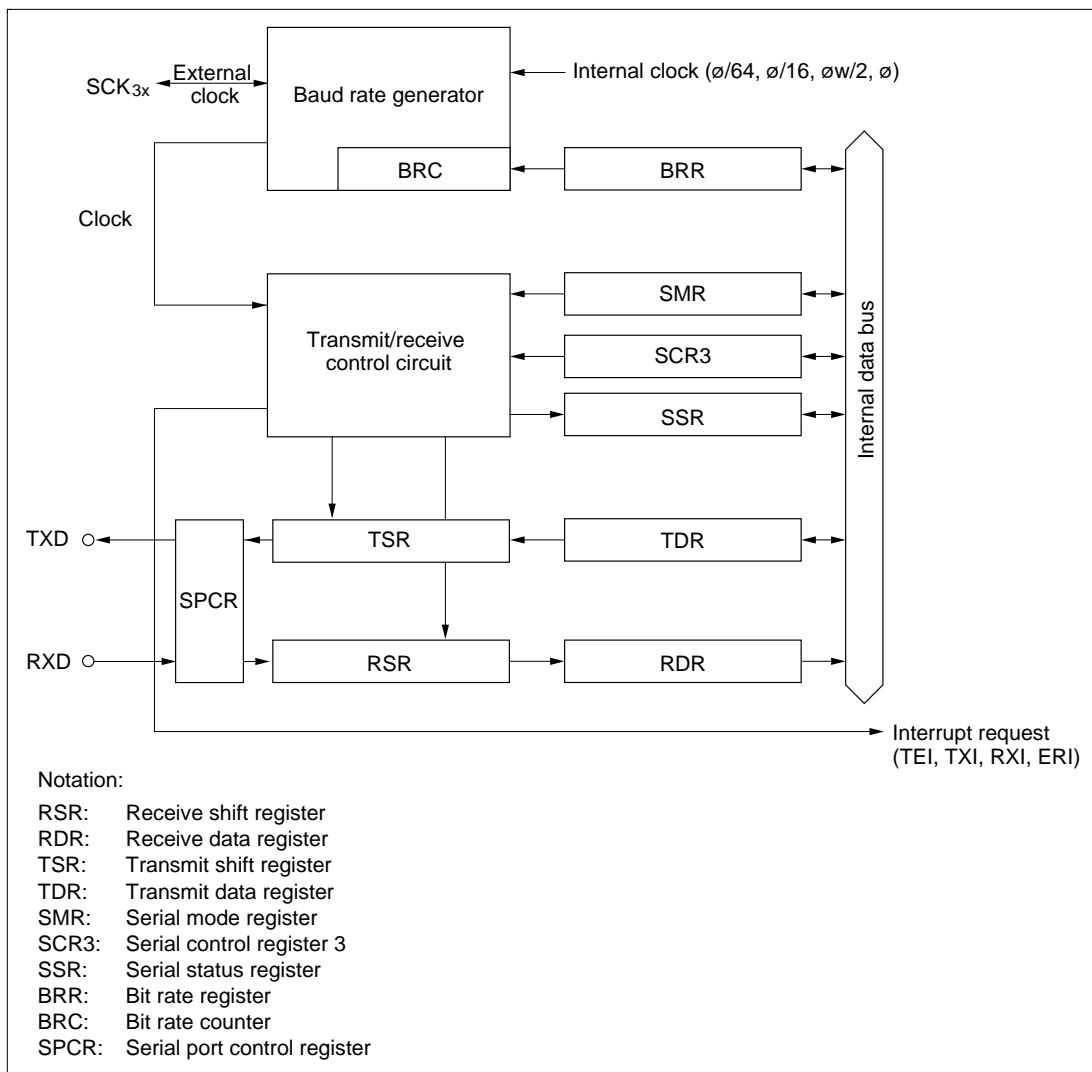 SCK3x
External
clock
Baud rate generator
Internal clock (ø/64, ø/16, øw/2, ø)
BRC
BRR
Clock
Transmit/receive
control circuit
SMR
SCR3
SSR
Internal data bus
TXD
SPCR
TSR
TDR
RXD
RSR
RDR
Interrupt request
(TEI, TXI, RXI, ERI)
Notation:
RSR: Receive shift register
RDR: Receive data register
TSR: Transmit shift register
TDR: Transmit data register
SMR: Serial mode register
SCR3: Serial control register 3
SSR: Serial status register
BRR: Bit rate register
BRC: Bit rate counter
SPCR: Serial port control register